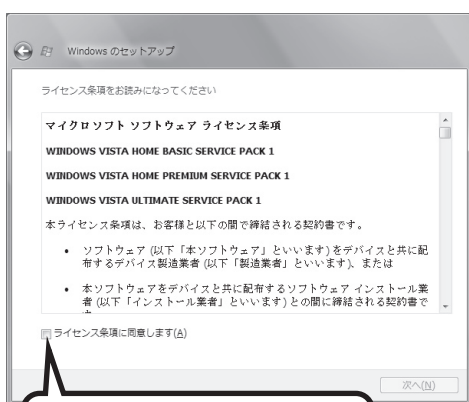 Windows のセットアップ
ライセンス条項をお読みになってください
マイクロソフト ソフトウェア ライセンス条項
WINDOWS VISTA HOME BASIC SERVICE PACK 1
WINDOWS VISTA HOME PREMIUM SERVICE PACK 1
WINDOWS VISTA ULTIMATE SERVICE PACK 1
本ライセンス条項は、お客様と以下の間で締結される契約書です。
• ソフトウェア (以下「本ソフトウェア」といいます) をデバイスと共に配
布するデバイス製造業者 (以下「製造業者」といいます)、または
• 本ソフトウェアをデバイスと共に配布するソフトウェア インストール業
者 (以下「インストール業者」といいます) との間に締結される契約書で
ライセンス条項に同意します(A)
次へ(N)